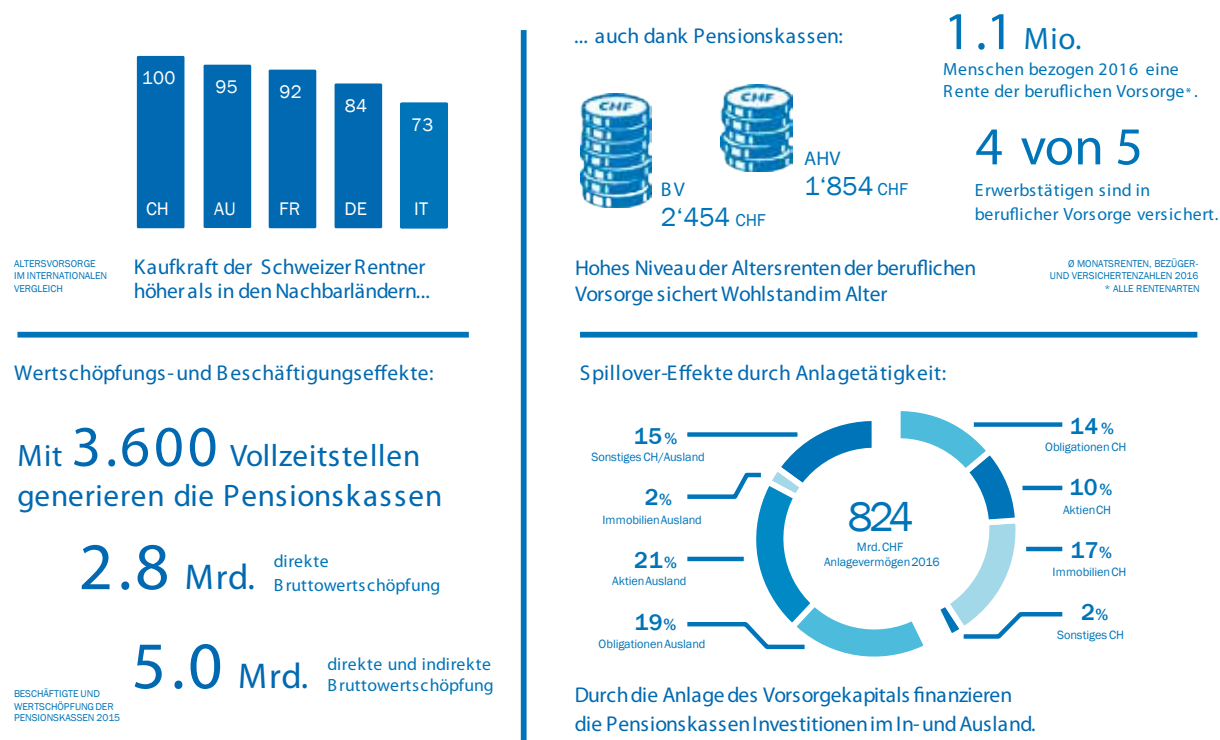 100
95
92
84
73
CH
AU
FR
DE
IT
ALTERSVORSORGE
IM INTERNATIONALEN
VERGLEICH
Kaufkraft der Schweizer Rentner
höher als in den Nachbarländern...
... auch dank Pensionskassen:
CHF
BV
2‘454 CHF
CHF
AHV
1‘854 CHF
1.1 Mio.
Menschen bezogen 2016 eine
Rente der beruflichen Vorsorge*.
4 von 5
Erwerbstätigen sind in
beruflicher Vorsorge versichert.
Hohes Niveau der Altersrenten der beruflichen
Vorsorge sichert Wohlstand im Alter
Ø MONATSRENTEN, BEZÜGER-
UND VERSICHERTENZAHLEN 2016
* ALLE RENTENARTEN
Wertschöpfungs- und Beschäftigungseffekte:
Mit 3.600 Vollzeitstellen
generieren die Pensionskassen
2.8 Mrd. direkte
Bruttowertschöpfung
5.0 Mrd. direkte und indirekte
Bruttowertschöpfung
BESCHÄFTIGTE UND
WERTSCHÖPFUNG DER
PENSIONSKASSEN 2015
Spillover-Effekte durch Anlagetätigkeit:
15%
Sonstiges CH/Ausland
2%
Immobilien Ausland
21%
Aktien Ausland
19%
Obligationen Ausland
824
Mrd. CHF
Anlagevermögen 2016
14%
Obligationen CH
10%
Aktien CH
17%
Immobilien CH
2%
Sonstiges CH
Durch die Anlage des Vorsorgekapitals finanzieren
die Pensionskassen Investitionen im In- und Ausland.